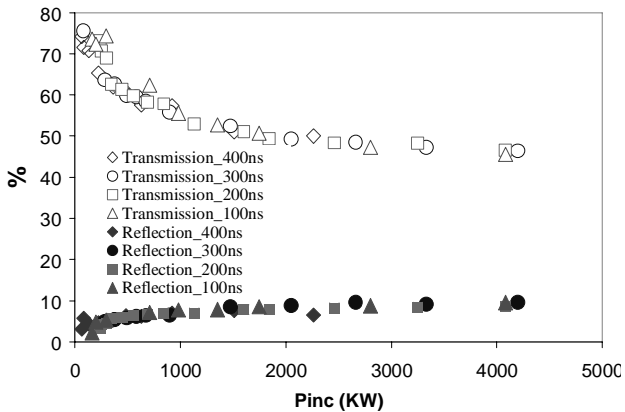 80
70
60
50
40
30
20
10
0
%
Transmission_400ns
Transmission_300ns
Transmission_200ns
Transmission_100ns
Reflection_400ns
Reflection_300ns
Reflection_200ns
Reflection_100ns
0 1000 2000 3000 4000 5000
Pinc (KW)